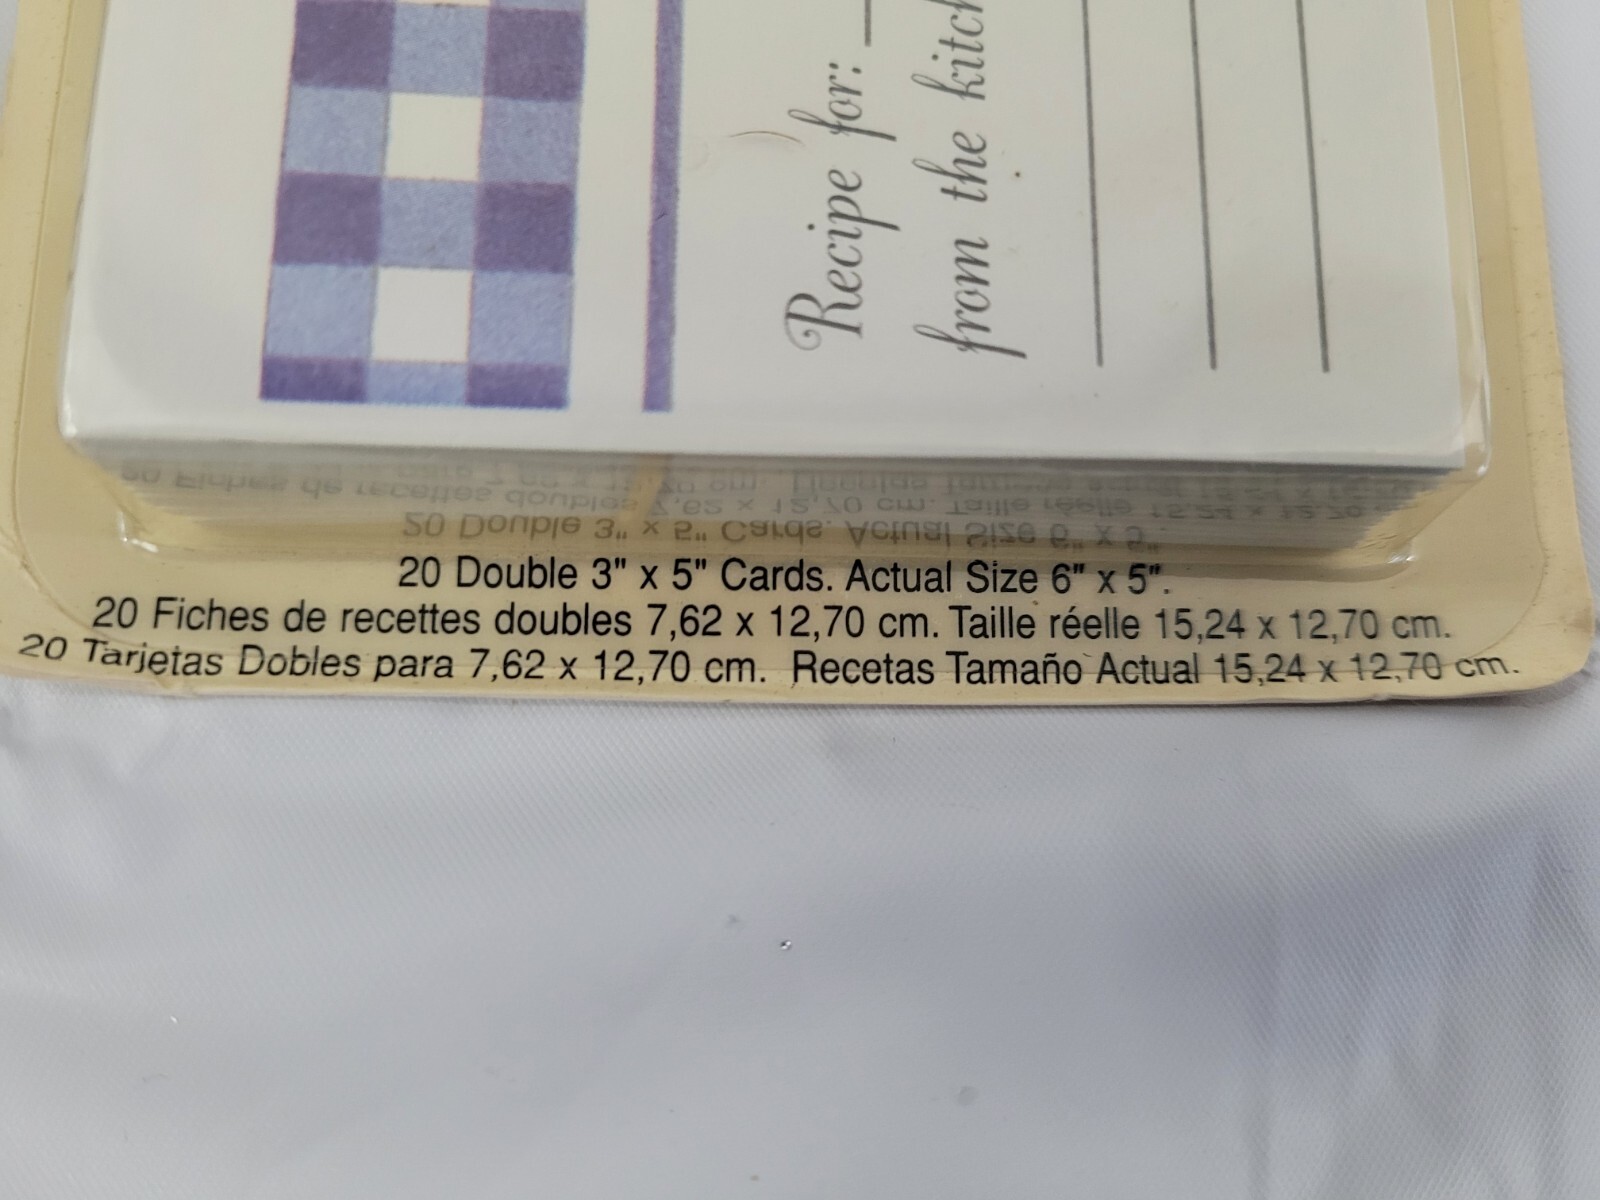 Recipe for:
from the
20 Double 3" x 5" Cards. Actual Size 6" x 5".
20 Fiches de recettes doubles 7,62 x 12,70 cm. Taille réelle 15,24 x 12,70 cm.
20 Tarjetas Dobles para 7,62 x 12,70 cm. Recetas Tamaño Actual 15,24 x 12,70 cm.